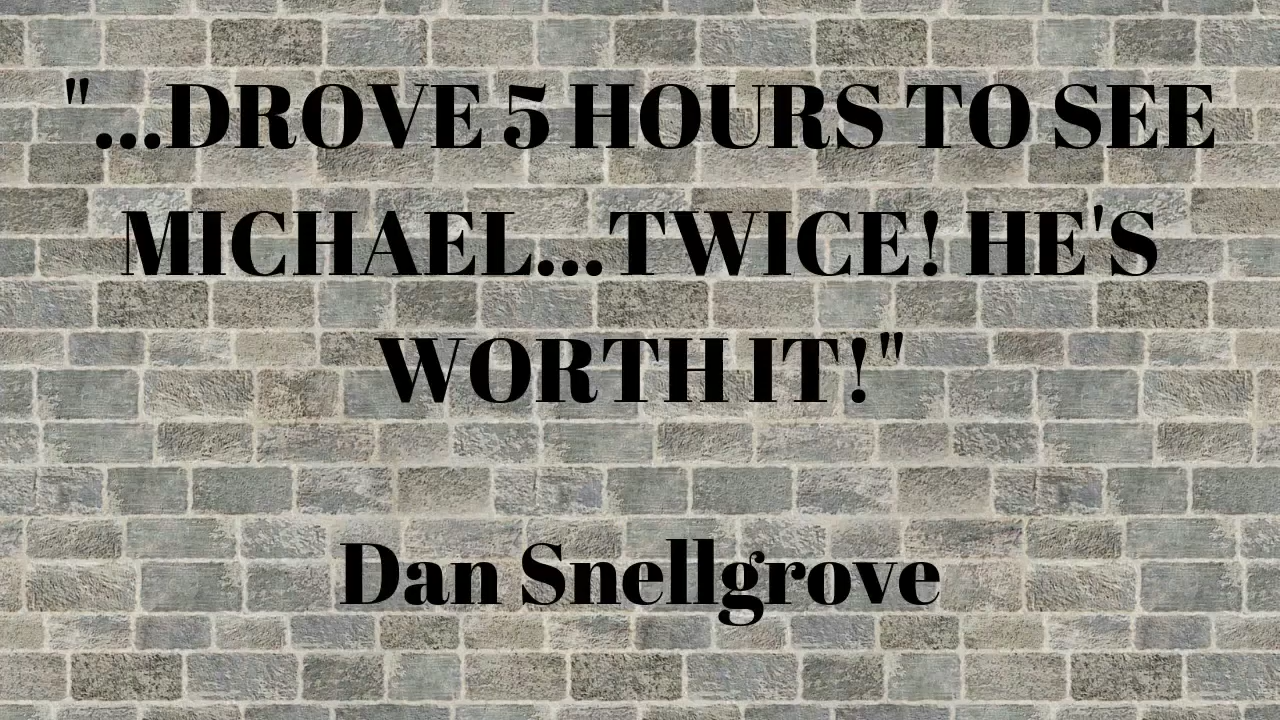 "...DROVE 5 HOURS TO SEE
MICHAEL...TWICE! HE'S
WORTH IT!"
Dan Snellgrove